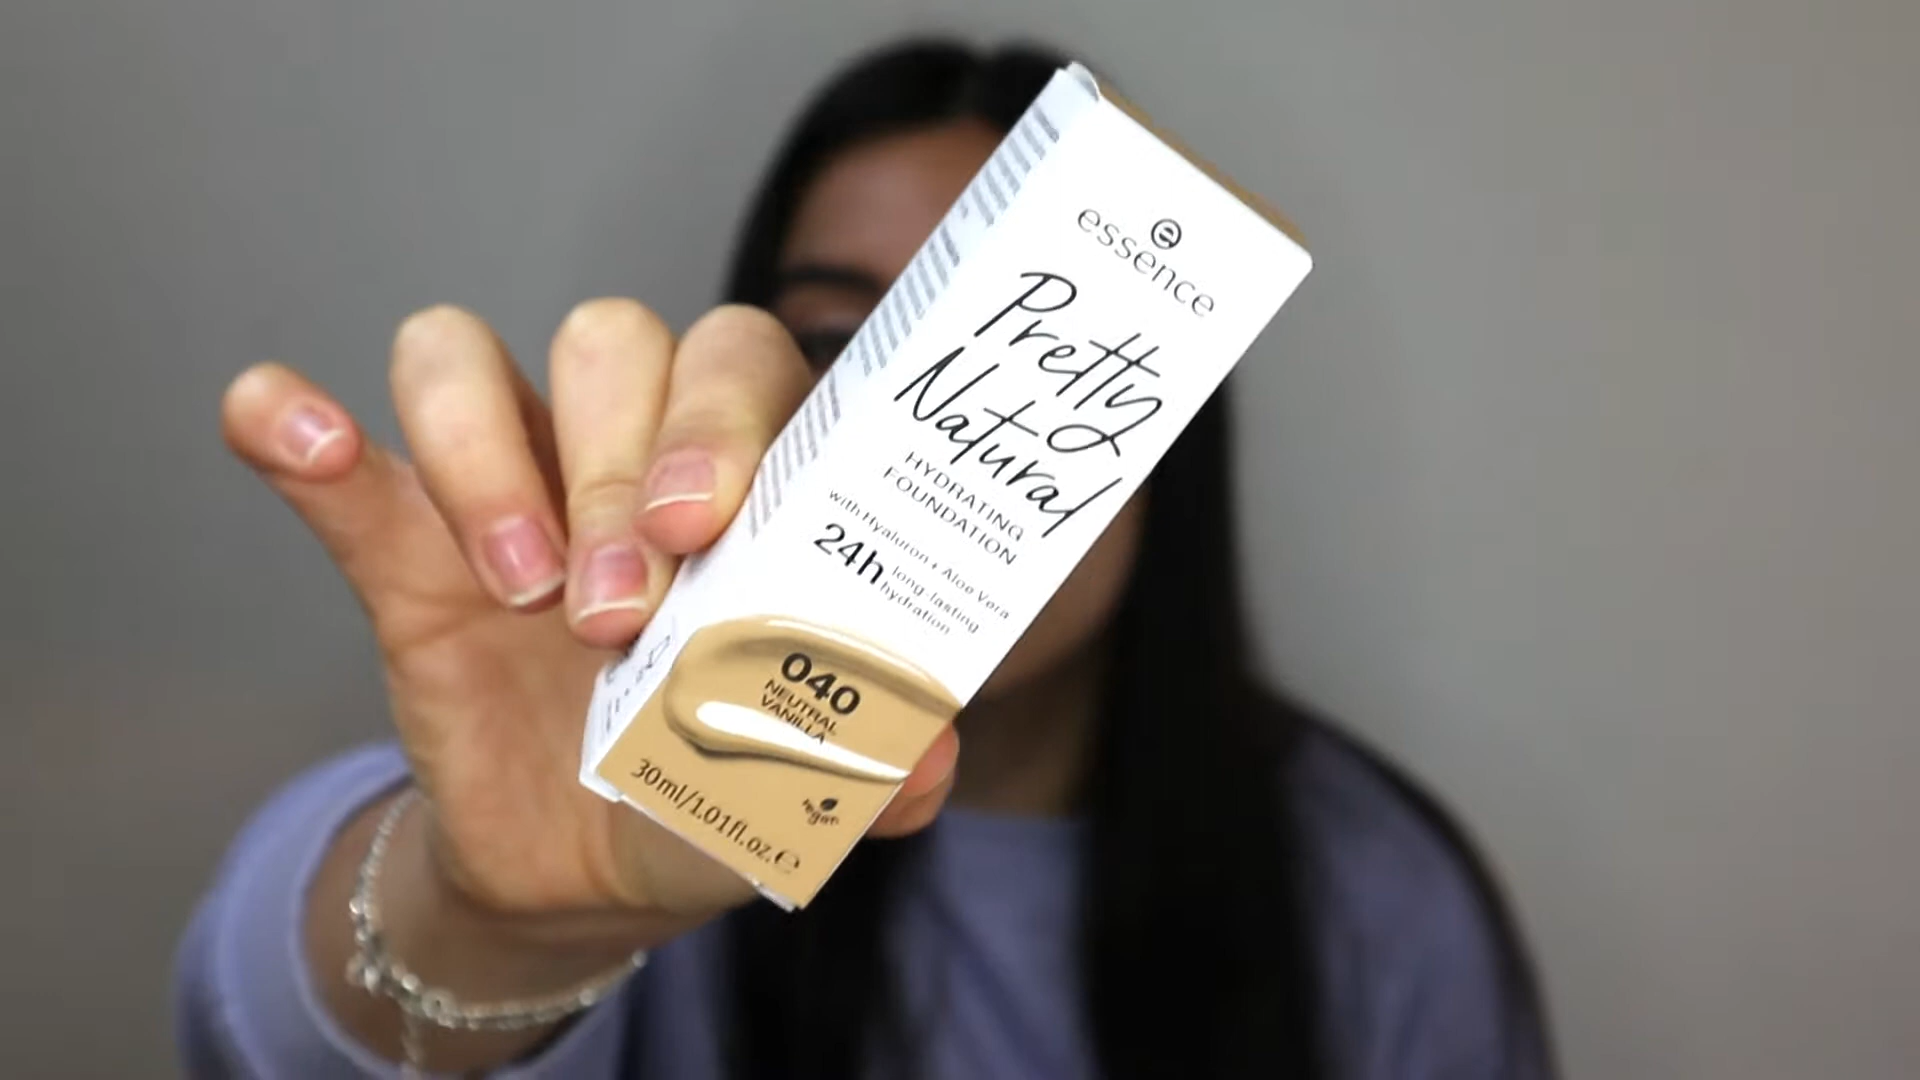 essence
Pretty
Natural
HYDRATING
FOUNDATION
with Hyaluron + Aloe Vera
24h long-lasting
hydration
040
NEUTRAL
VANILLA
vegan
30ml/1.01fl.oz.℮